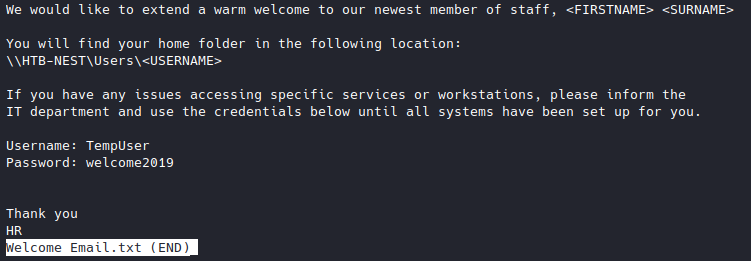 We would like to extend a warm welcome to our newest member of staff, <FIRSTNAME> <SURNAME>
You will find your home folder in the following location:
\\HTB-NEST\Users\<USERNAME>
If you have any issues accessing specific services or workstations, please inform the
IT department and use the credentials below until all systems have been set up for you.
Username: TempUser
Password: welcome2019
Thank you
HR
Welcome Email.txt (END)